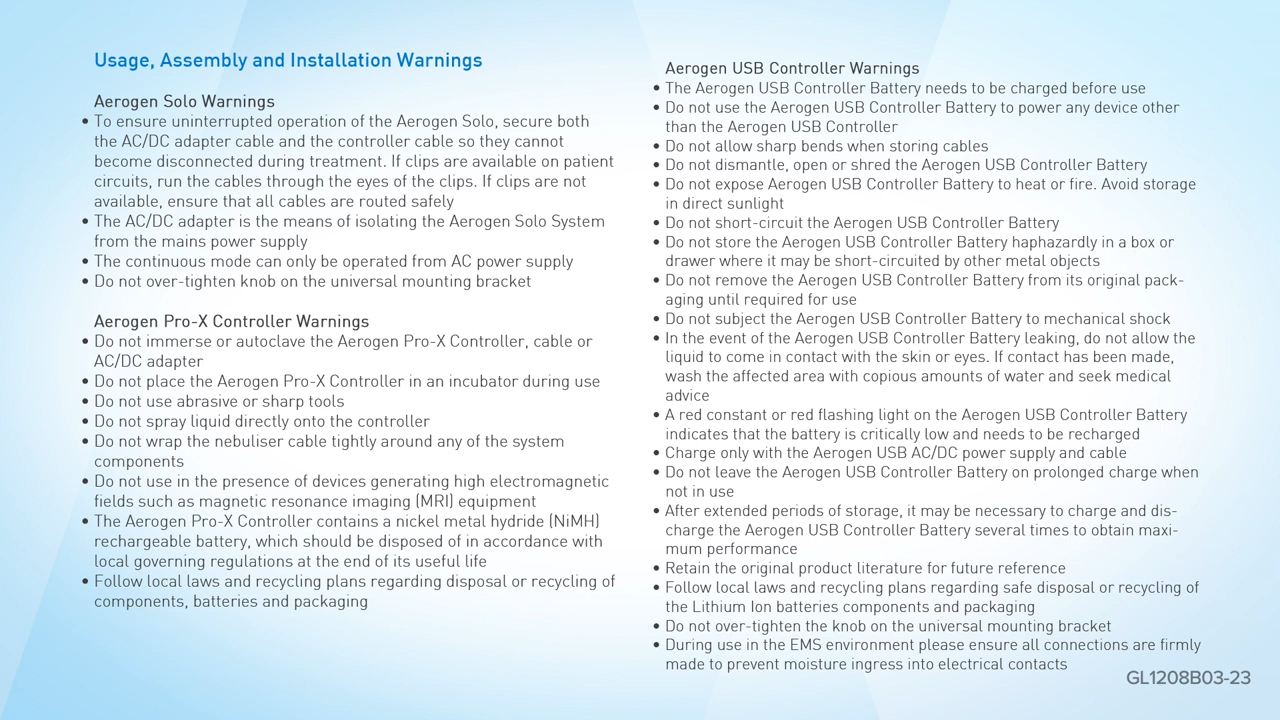 Usage, Assembly and Installation Warnings
Aerogen Solo Warnings
• To ensure uninterrupted operation of the Aerogen Solo, secure both
the AC/DC adapter cable and the controller cable so they cannot
become disconnected during treatment. If clips are available on patient
circuits, run the cables through the eyes of the clips. If clips are not
available, ensure that all cables are routed safely
• The AC/DC adapter is the means of isolating the Aerogen Solo System
from the mains power supply
• The continuous mode can only be operated from AC power supply
• Do not over-tighten knob on the universal mounting bracket
Aerogen Pro-X Controller Warnings
• Do not immerse or autoclave the Aerogen Pro-X Controller, cable or
AC/DC adapter
• Do not place the Aerogen Pro-X Controller in an incubator during use
• Do not use abrasive or sharp tools
• Do not spray liquid directly onto the controller
• Do not wrap the nebuliser cable tightly around any of the system
components
• Do not use in the presence of devices generating high electromagnetic
fields such as magnetic resonance imaging (MRI) equipment
• The Aerogen Pro-X Controller contains a nickel metal hydride (NiMH)
rechargeable battery, which should be disposed of in accordance with
local governing regulations at the end of its useful life
• Follow local laws and recycling plans regarding disposal or recycling of
components, batteries and packaging
Aerogen USB Controller Warnings
• The Aerogen USB Controller Battery needs to be charged before use
• Do not use the Aerogen USB Controller Battery to power any device other
than the Aerogen USB Controller
• Do not allow sharp bends when storing cables
• Do not dismantle, open or shred the Aerogen USB Controller Battery
• Do not expose Aerogen USB Controller Battery to heat or fire. Avoid storage
in direct sunlight
• Do not short-circuit the Aerogen USB Controller Battery
• Do not store the Aerogen USB Controller Battery haphazardly in a box or
drawer where it may be short-circuited by other metal objects
• Do not remove the Aerogen USB Controller Battery from its original pack-
aging until required for use
• Do not subject the Aerogen USB Controller Battery to mechanical shock
• In the event of the Aerogen USB Controller Battery leaking, do not allow the
liquid to come in contact with the skin or eyes. If contact has been made,
wash the affected area with copious amounts of water and seek medical
advice
• A red constant or red flashing light on the Aerogen USB Controller Battery
indicates that the battery is critically low and needs to be recharged
• Charge only with the Aerogen USB AC/DC power supply and cable
• Do not leave the Aerogen USB Controller Battery on prolonged charge when
not in use
• After extended periods of storage, it may be necessary to charge and dis-
charge the Aerogen USB Controller Battery several times to obtain maxi-
mum performance
• Retain the original product literature for future reference
• Follow local laws and recycling plans regarding safe disposal or recycling of
the Lithium Ion batteries components and packaging
• Do not over-tighten the knob on the universal mounting bracket
• During use in the EMS environment please ensure all connections are firmly
made to prevent moisture ingress into electrical contacts
GL1208B03-23